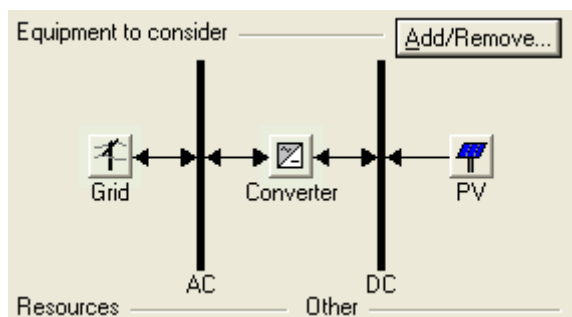 Equipment to consider
Add/Remove...
Grid
Converter
PV
AC
DC
Resources
Other